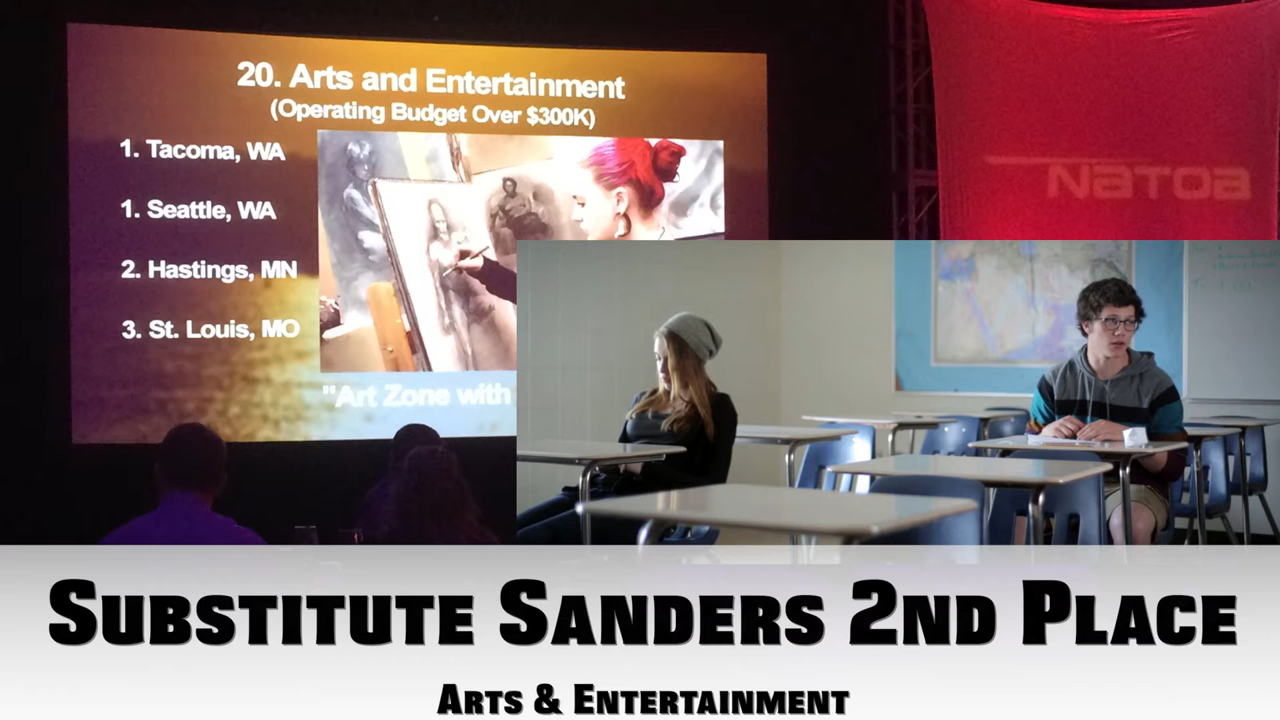 20. Arts and Entertainment
(Operating Budget Over $300K)
1. Tacoma, WA
1. Seattle, WA
2. Hastings, MN
3. St. Louis, MO
"Art Zone with
NATOA
SUBSTITUTE SANDERS 2ND PLACE
ARTS & ENTERTAINMENT